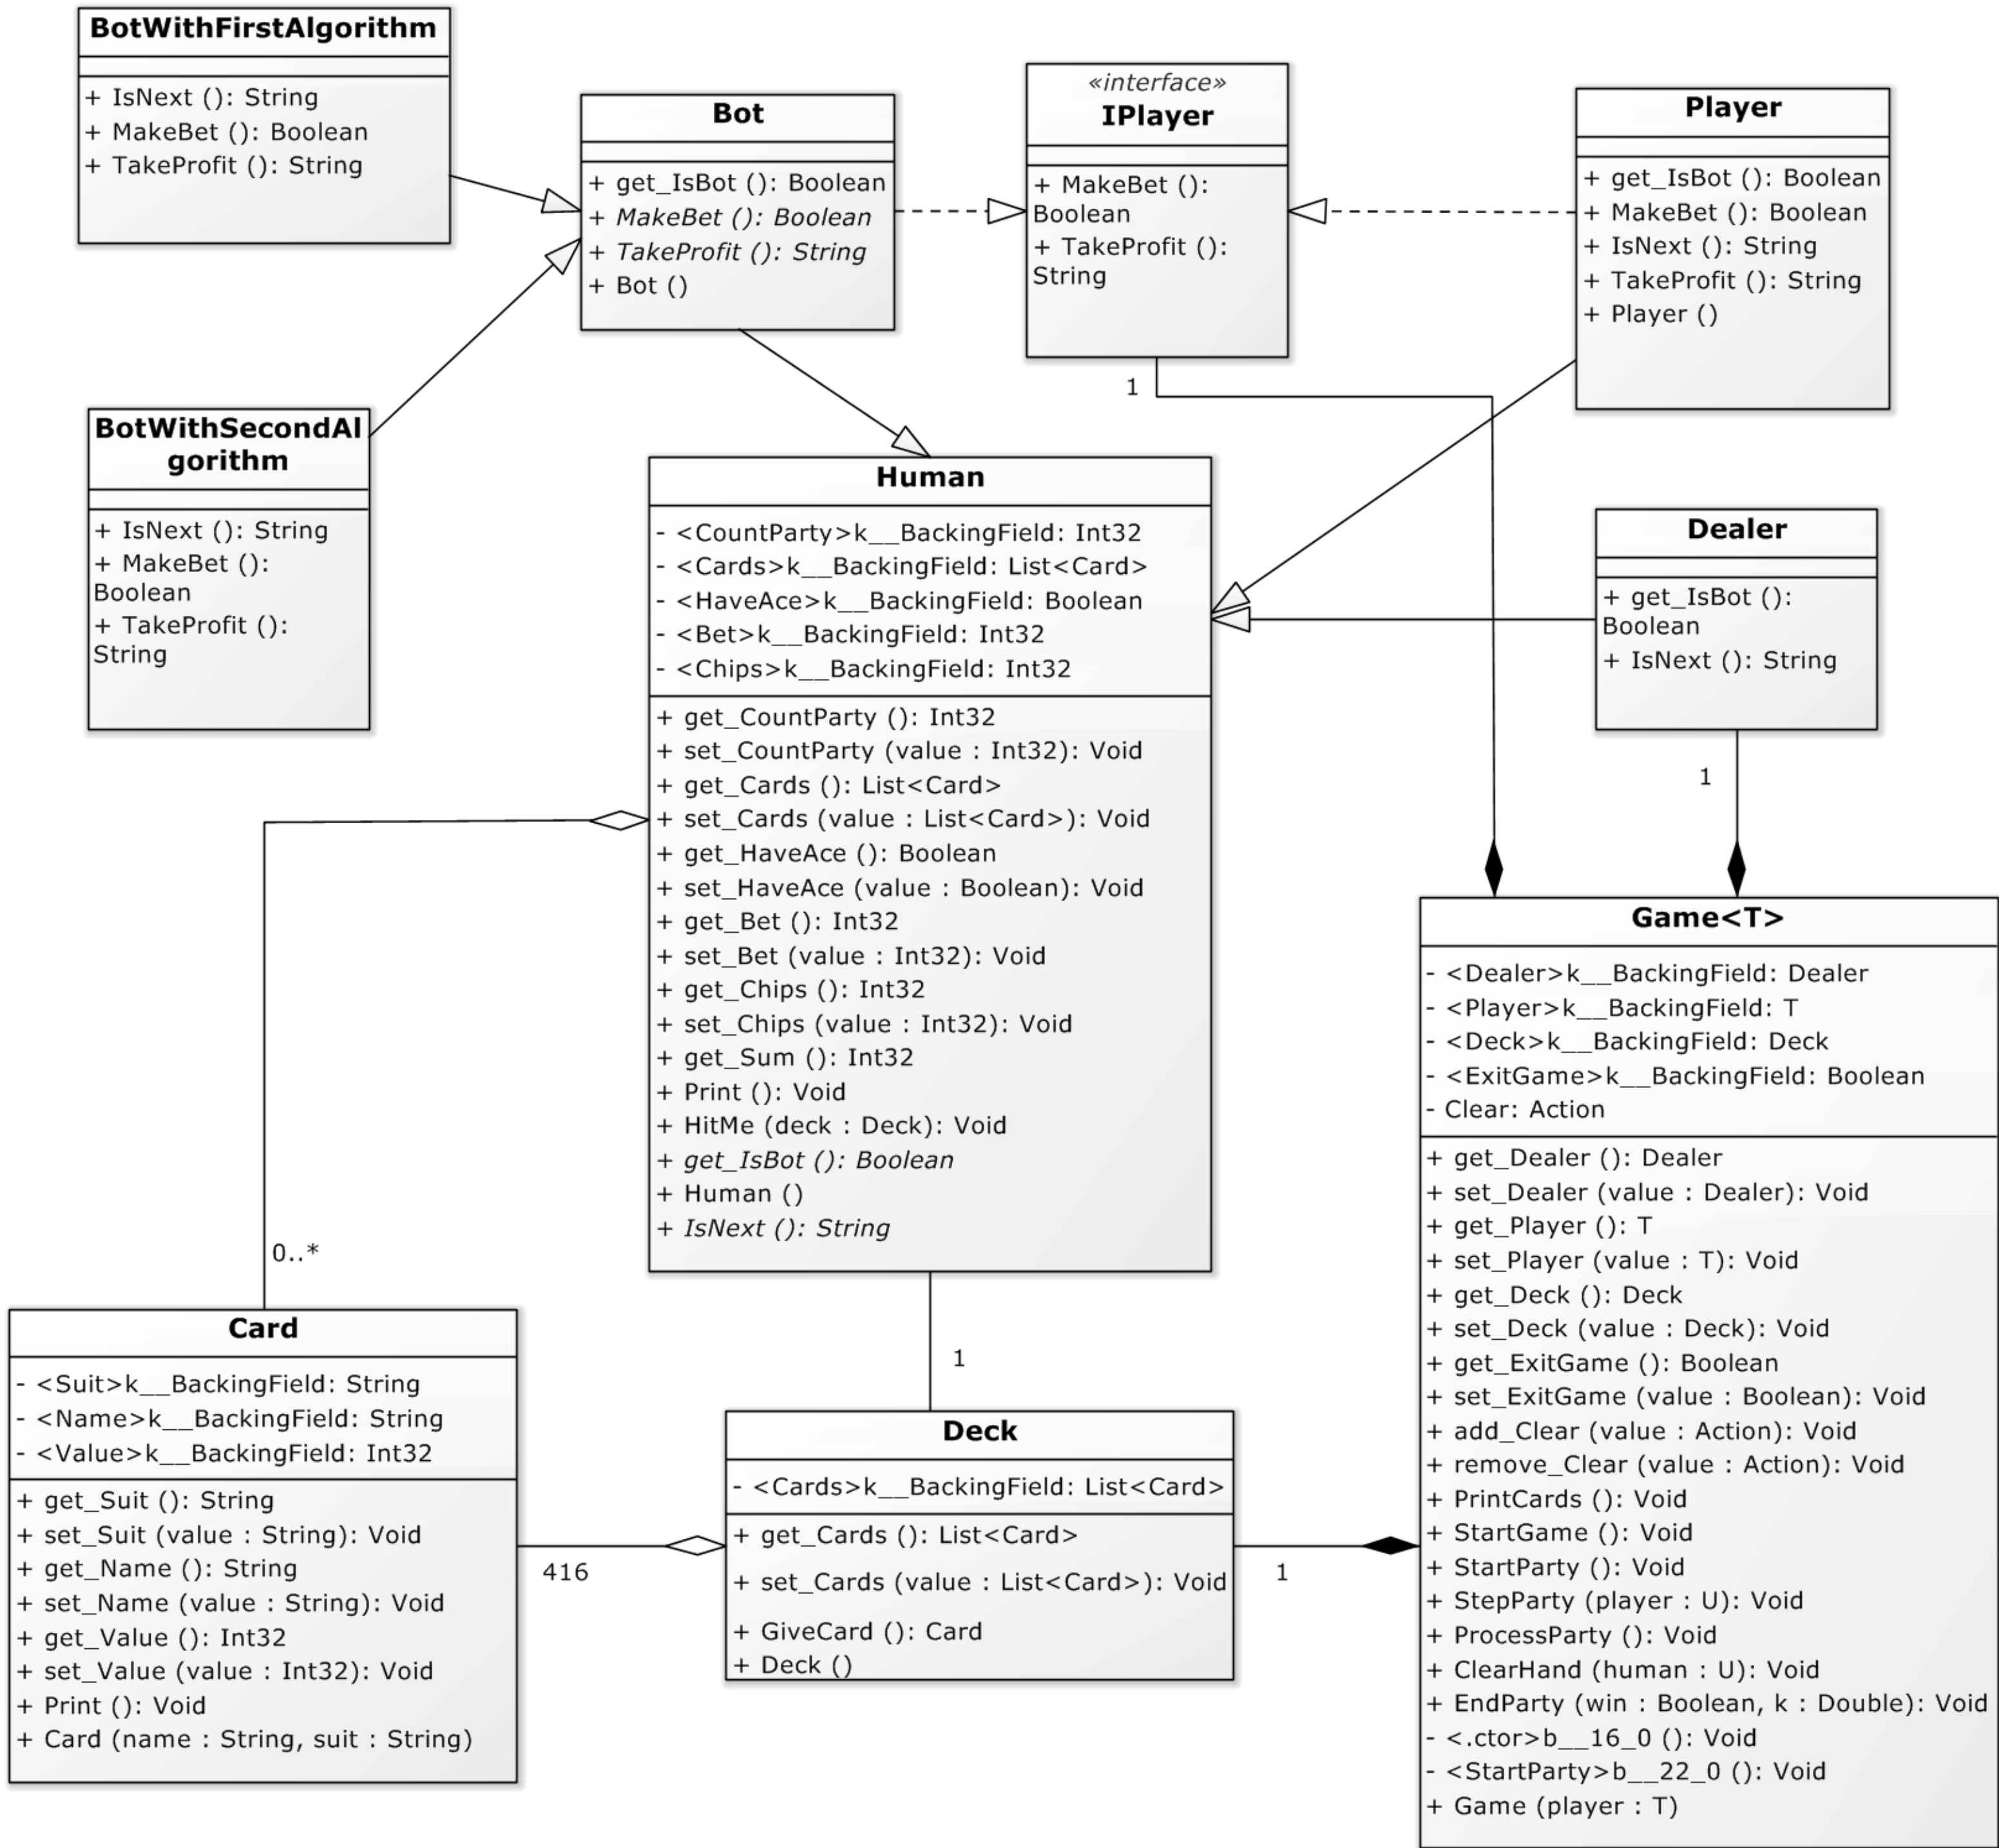 BotWithFirstAlgorithm
+ IsNext (): String
+ MakeBet (): Boolean
+ TakeProfit (): String
Bot
+ get_IsBot (): Boolean
+ MakeBet (): Boolean
+ TakeProfit (): String
+ Bot ()
«interface»
IPlayer
+ MakeBet ():
Boolean
+ TakeProfit ():
String
1
Player
+ get_IsBot (): Boolean
+ MakeBet (): Boolean
+ IsNext (): String
+ TakeProfit (): String
+ Player ()
BotWithSecondAl
gorithm
+ IsNext (): String
+ MakeBet ():
Boolean
+ TakeProfit ():
String
Human
- <CountParty>k__BackingField: Int32
- <Cards>k__BackingField: List<Card>
- <HaveAce>k__BackingField: Boolean
- <Bet>k__BackingField: Int32
- <Chips>k__BackingField: Int32
+ get_CountParty (): Int32
+ set_CountParty (value : Int32): Void
+ get_Cards (): List<Card>
+ set_Cards (value : List<Card>): Void
+ get_HaveAce (): Boolean
+ set_HaveAce (value : Boolean): Void
+ get_Bet (): Int32
+ set_Bet (value : Int32): Void
+ get_Chips (): Int32
+ set_Chips (value : Int32): Void
+ get_Sum (): Int32
+ Print (): Void
+ HitMe (deck : Deck): Void
+ get_IsBot (): Boolean
+ Human ()
+ IsNext (): String
Dealer
+ get_IsBot ():
Boolean
+ IsNext (): String
1
0..*
1
Card
- <Suit>k__BackingField: String
- <Name>k__BackingField: String
- <Value>k__BackingField: Int32
+ get_Suit (): String
+ set_Suit (value : String): Void
+ get_Name (): String
+ set_Name (value : String): Void
+ get_Value (): Int32
+ set_Value (value : Int32): Void
+ Print (): Void
+ Card (name : String, suit : String)
416
Deck
- <Cards>k__BackingField: List<Card>
+ get_Cards (): List<Card>
+ set_Cards (value : List<Card>): Void
+ GiveCard (): Card
+ Deck ()
1
Game<T>
- <Dealer>k__BackingField: Dealer
- <Player>k__BackingField: T
- <Deck>k__BackingField: Deck
- <ExitGame>k__BackingField: Boolean
- Clear: Action
+ get_Dealer (): Dealer
+ set_Dealer (value : Dealer): Void
+ get_Player (): T
+ set_Player (value : T): Void
+ get_Deck (): Deck
+ set_Deck (value : Deck): Void
+ get_ExitGame (): Boolean
+ set_ExitGame (value : Boolean): Void
+ add_Clear (value : Action): Void
+ remove_Clear (value : Action): Void
+ PrintCards (): Void
+ StartGame (): Void
+ StartParty (): Void
+ StepParty (player : U): Void
+ ProcessParty (): Void
+ ClearHand (human : U): Void
+ EndParty (win : Boolean, k : Double): Void
- <.ctor>b__16_0 (): Void
- <StartParty>b__22_0 (): Void
+ Game (player : T)